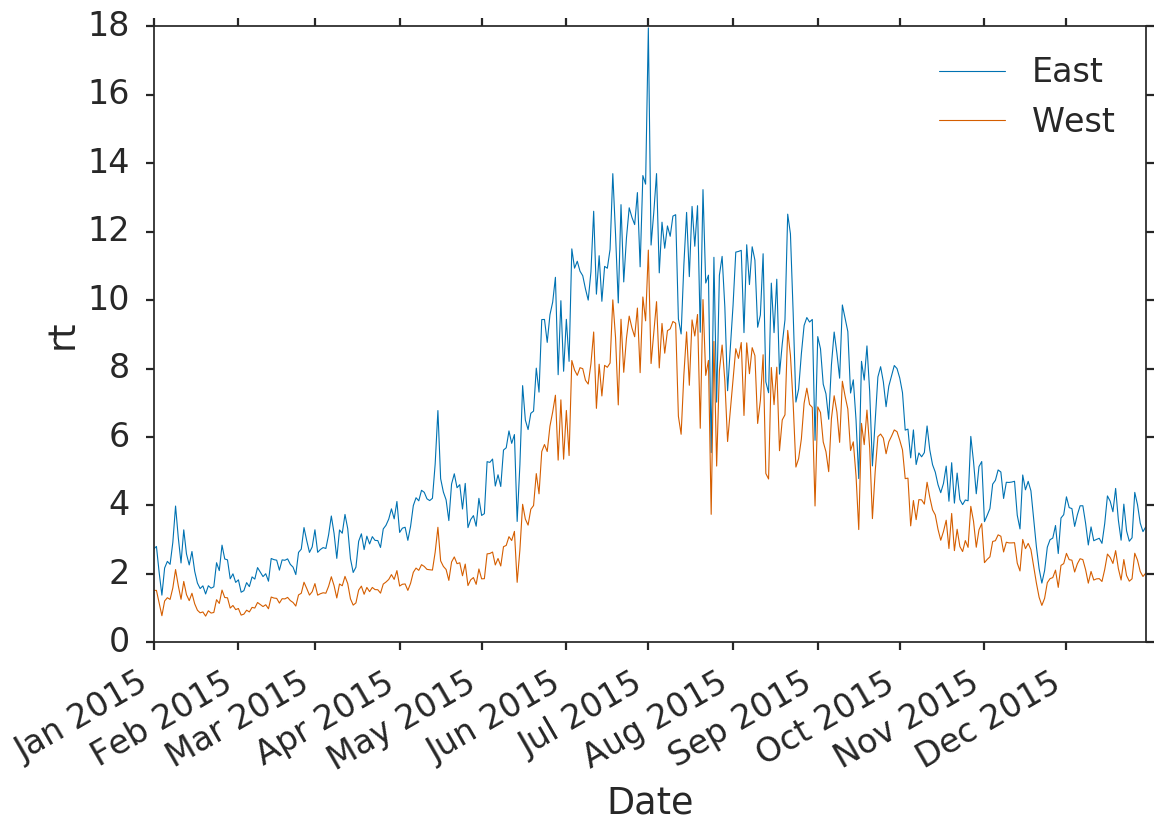 18
16
14
12
10
8
6
4
2
0
rt
East
West
Jan 2015
Feb 2015
Mar 2015
Apr 2015
May 2015
Jun 2015
Jul 2015
Aug 2015
Sep 2015
Oct 2015
Nov 2015
Dec 2015
Date